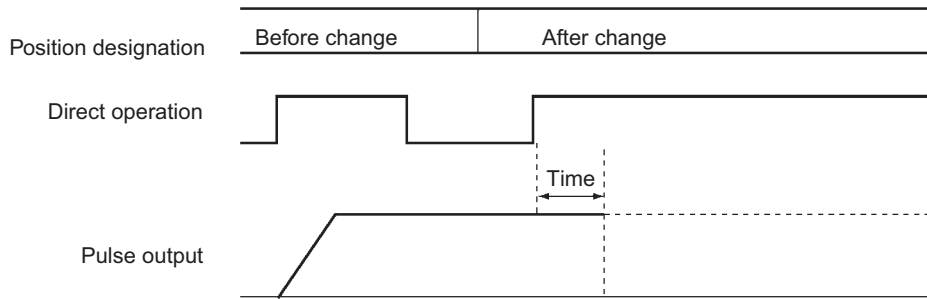 Position designation
Before change
After change
Direct operation
Time
Pulse output